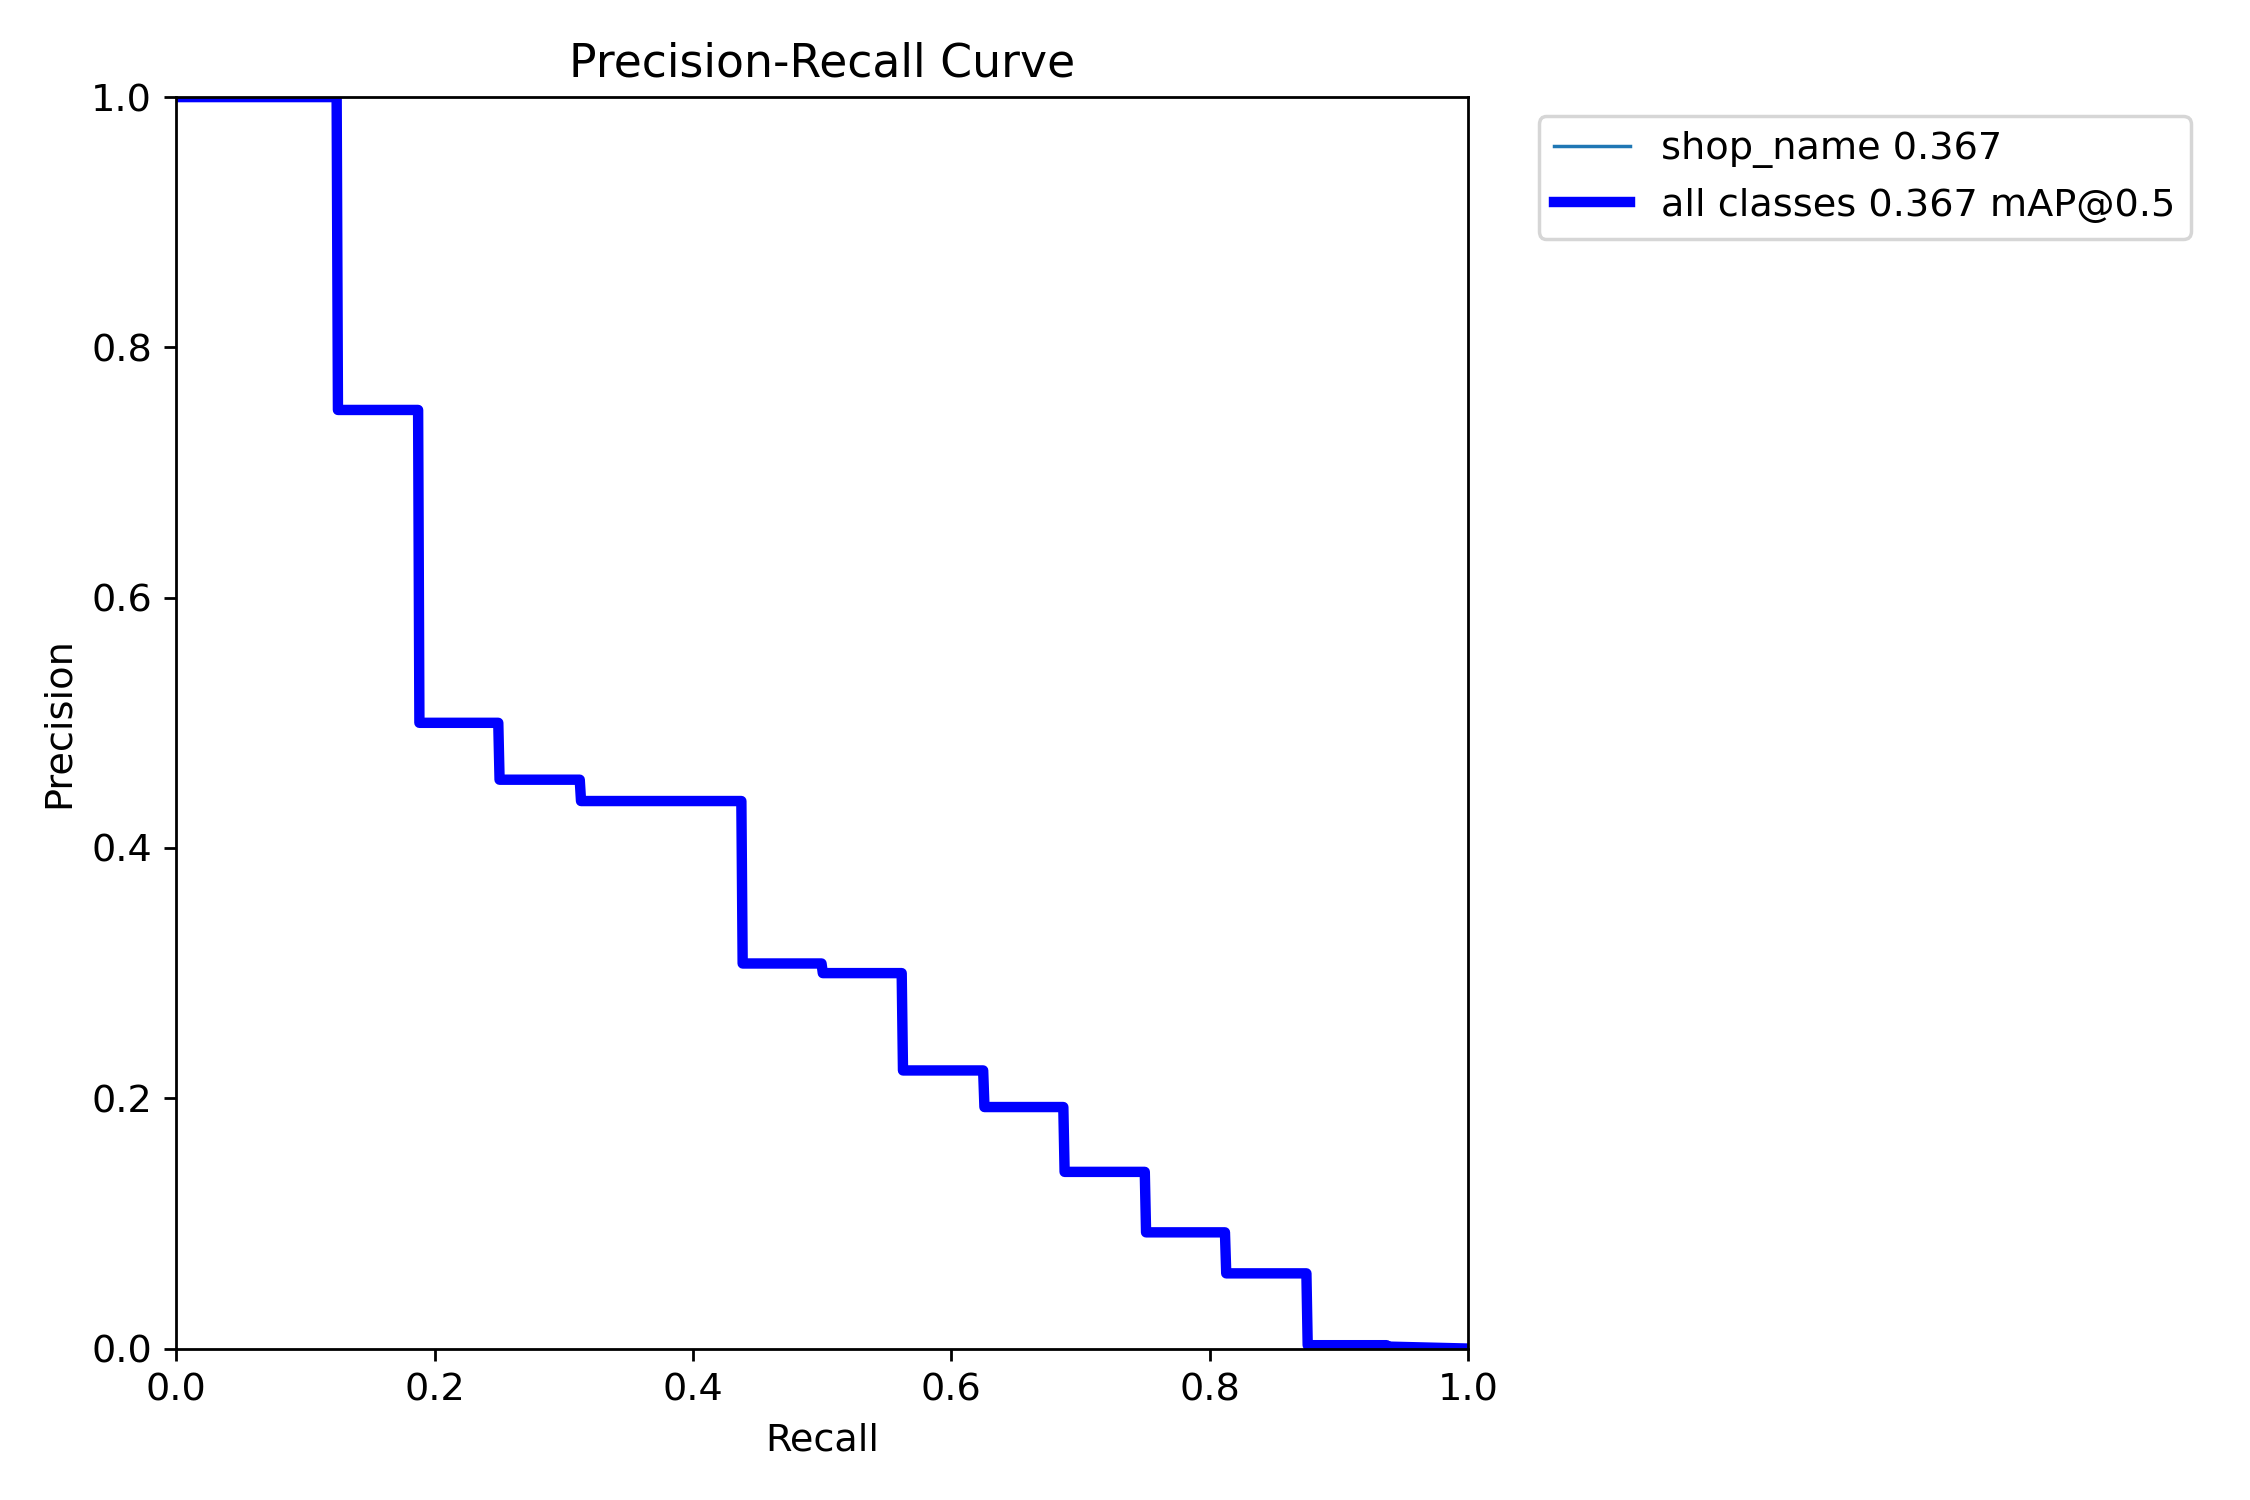 Precision-Recall Curve
shop_name 0.367
all classes 0.367 mAP@0.5
Precision
1.0
0.8
0.6
0.4
0.2
0.0
0.0 0.2 0.4 0.6 0.8 1.0
Recall